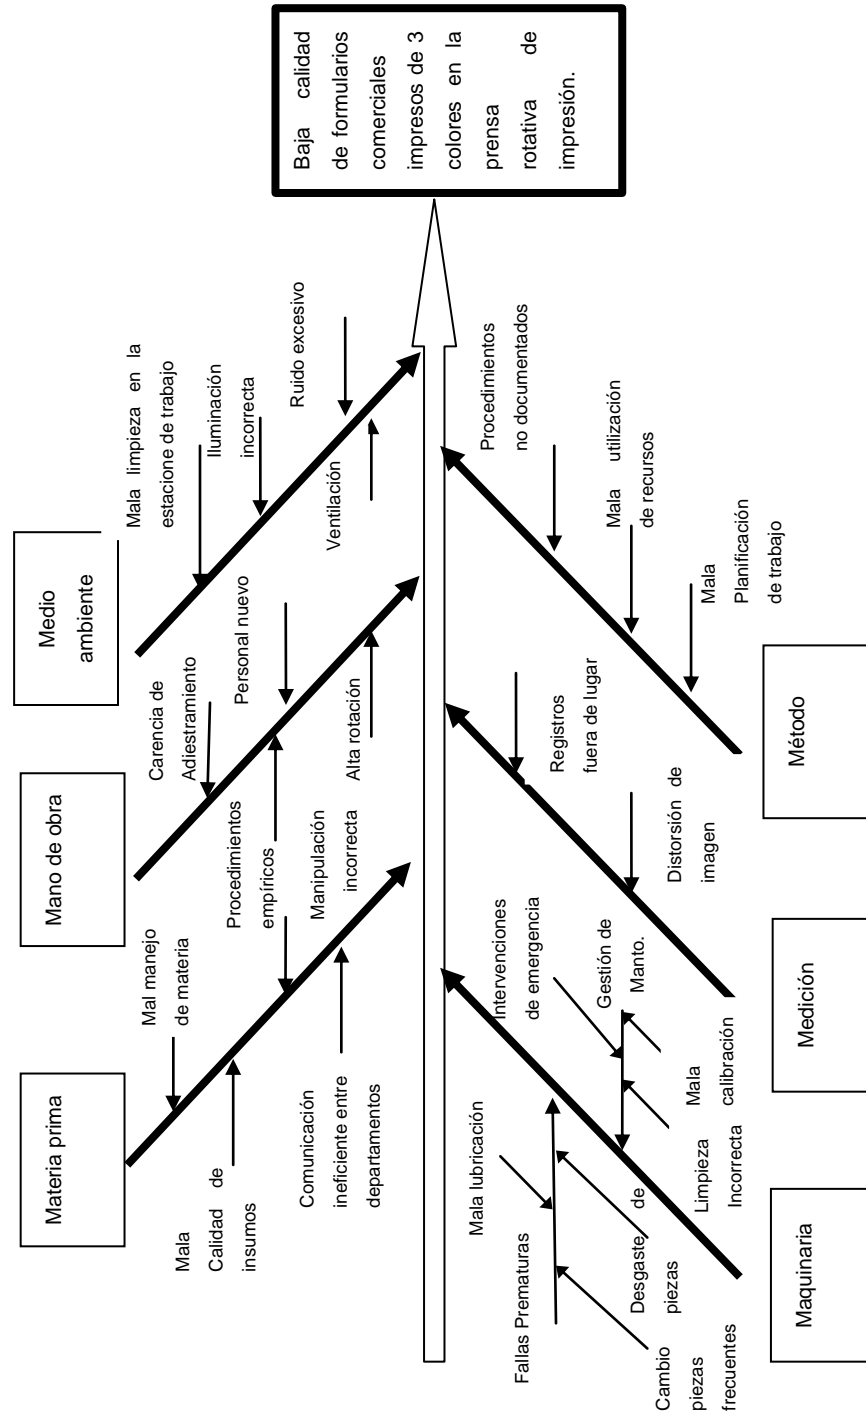 Materia prima
Mano de obra
Medio
ambiente
Mal manejo
de materia
Mala
Calidad de
insumos
Manipulación
incorrecta
Comunicación
ineficiente entre
departamentos
Carencia de
Adiestramiento
Procedimientos
empíricos
Personal nuevo
Alta rotación
Mala limpieza en la
estacione de trabajo
Iluminación
incorrecta
Ruido excesivo
Ventilación
Baja calidad
de formularios
comerciales
impresos de 3
colores en la
prensa
rotativa de
impresión.
Mala lubricación
Fallas Prematuras
Desgaste de
piezas
Cambio
piezas
frecuentes
Intervenciones
de emergencia
Gestión de
Manto.
Mala
calibración
Limpieza
Incorrecta
Registros
fuera de lugar
Distorsión de
imagen
Procedimientos
no documentados
Mala utilización
de recursos
Mala
Planificación
de trabajo
Maquinaria
Medición
Método